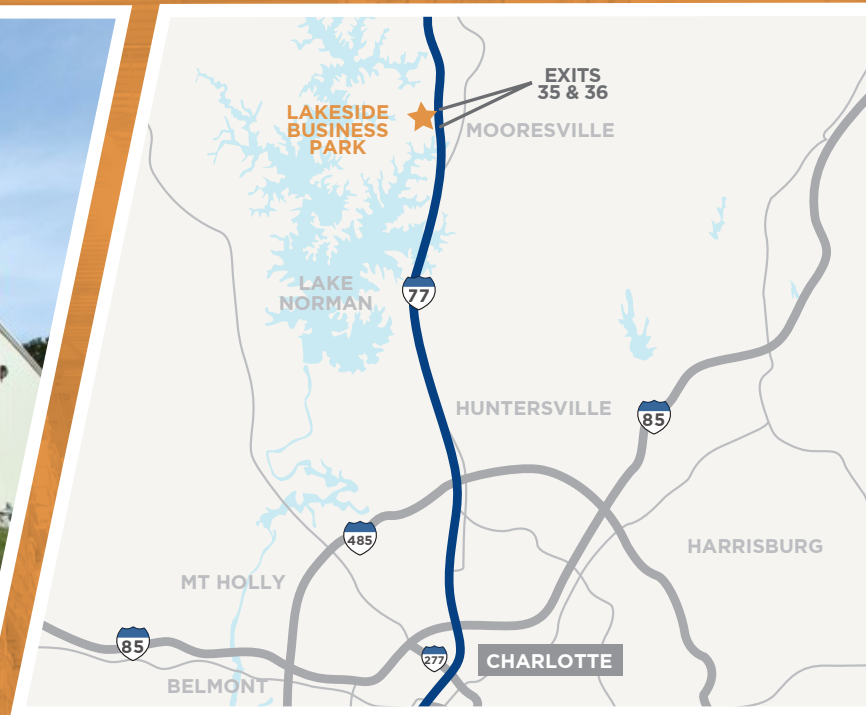 EXITS
35 & 36
LAKESIDE
BUSINESS
PARK
MOORESVILLE
LAKE
NORMAN
77
HUNTERSVILLE
85
485
HARRISBURG
MT HOLLY
85
277
CHARLOTTE
BELMONT